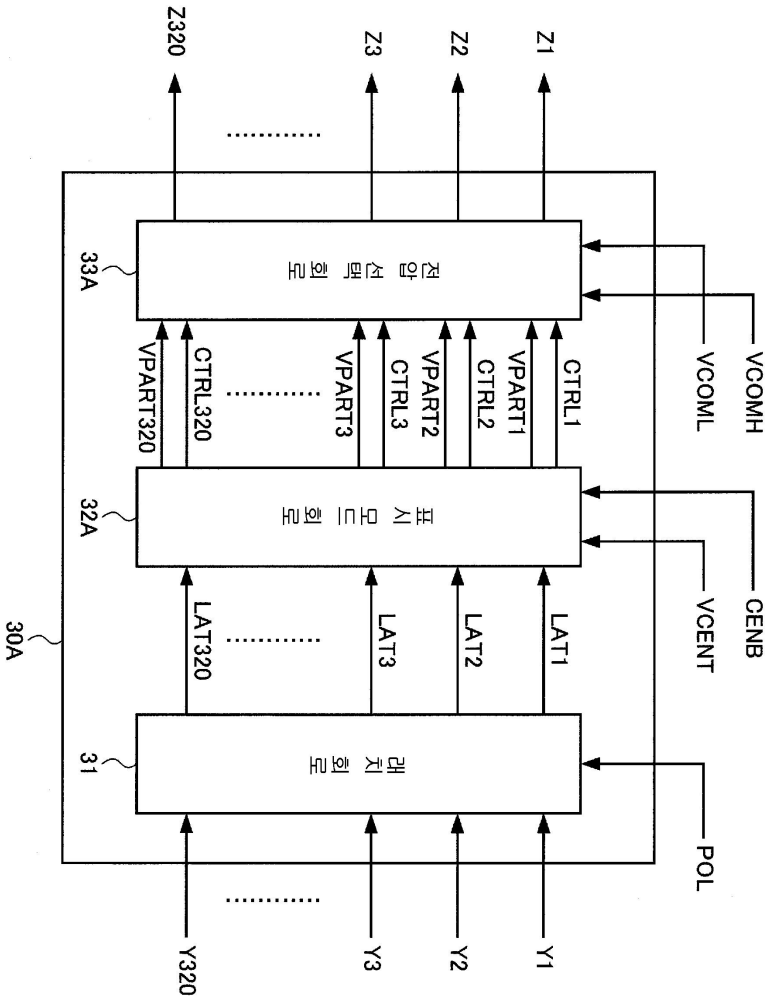 VCOMH
VCOML
CENB
VCENT
POL
Z1
Z2
Z3
Z320
전압 선택 회로
33A
CTRL1
VPART1
CTRL2
VPART2
CTRL3
VPART3
CTRL320
VPART320
표시 모드 회로
32A
LAT1
LAT2
LAT3
LAT320
래치 회로
31
Y1
Y2
Y3
Y320
30A